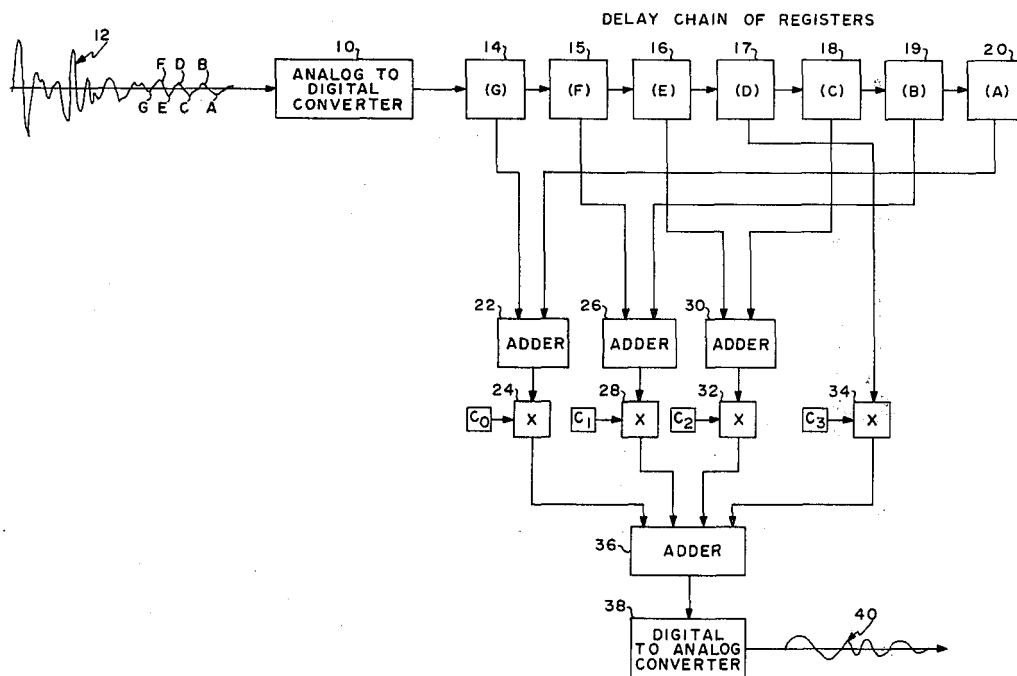 DELAY CHAIN OF REGISTERS
12
10
14
15
16
17
18
19
20
F D B
G E C A
ANALOG TO
DIGITAL
CONVERTER
(G)
(F)
(E)
(D)
(C)
(B)
(A)
22
26
30
ADDER
ADDER
ADDER
24
28
32
34
C0
X
C1
X
C2
X
C3
X
36
ADDER
38
DIGITAL
TO ANALOG
CONVERTER
40